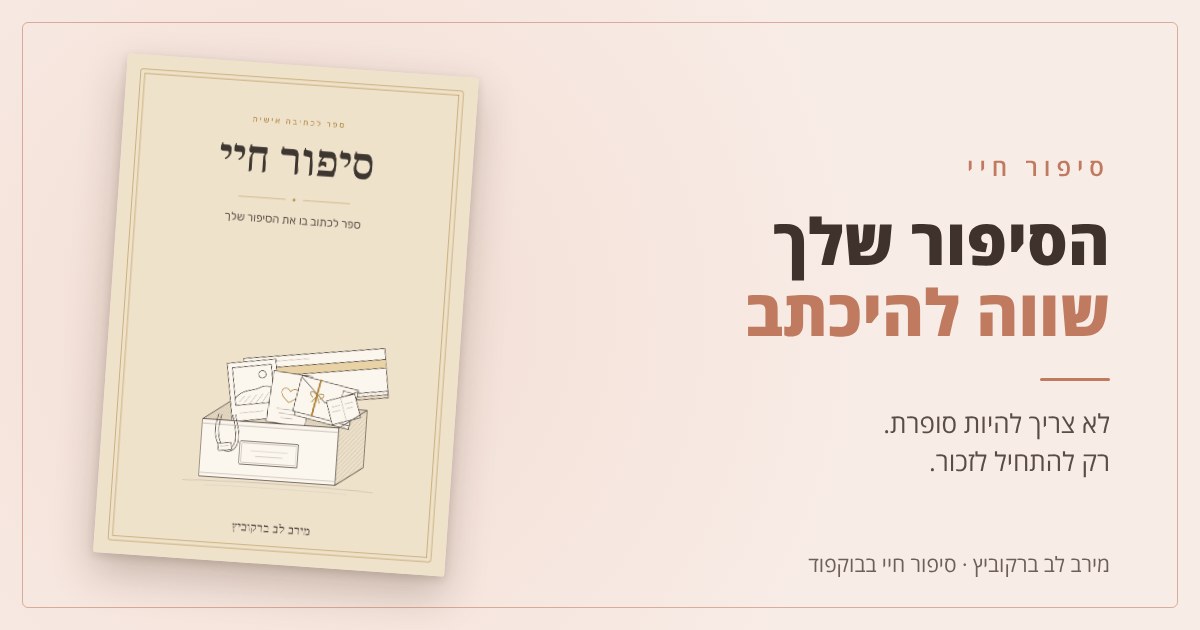 סיפור חיי
הסיפור שלך
שווה להיכתב
לא צריך להיות סופרת.
רק להתחיל לזכור.
מירב לב ברקוביץ · סיפור חיי בבוקפוד
ספר לכתיבה אישית
סיפור חיי
ספר לכתוב בו את הסיפור שלך
מירב לב ברקוביץ